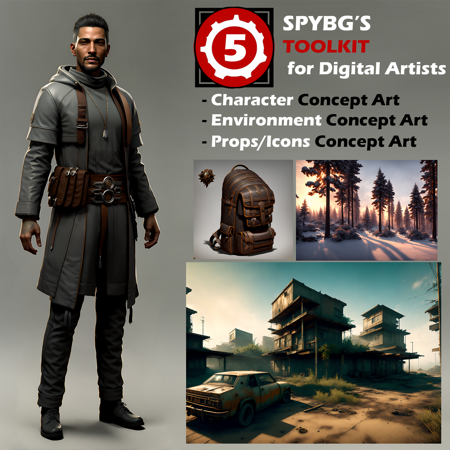 5
SPYBG'S
TOOLKIT
for Digital Artists
- Character Concept Art
- Environment Concept Art
- Props/Icons Concept Art